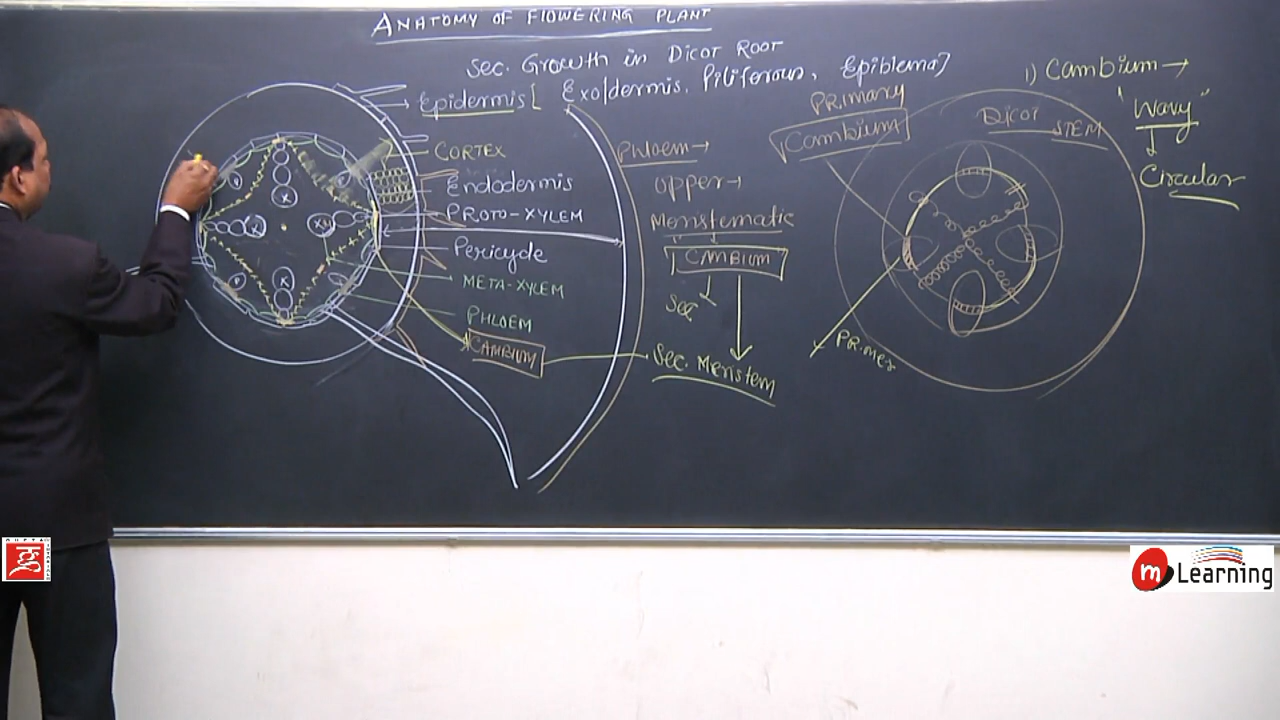 ANATOMY OF FLOWERING PLANT
Sec. Growth in Dicot Root
Epidermis [ Exo/dermis, Piliferous, Epiblema]
CORTEX
Endodermis
PROTO-XYLEM
Pericycle
META-XYLEM
PHLOEM
CAMBIUM
Phloem→
Upper→
Meristematic
CAMBIUM
Sec
Sec. Meristem
PRIMARY
Cambium
Dicot STEM
PR.mer
1) Cambium →
"Wavy"
Circular
X
X
X
X
P
P
P
P
GUPTA
m
Learning